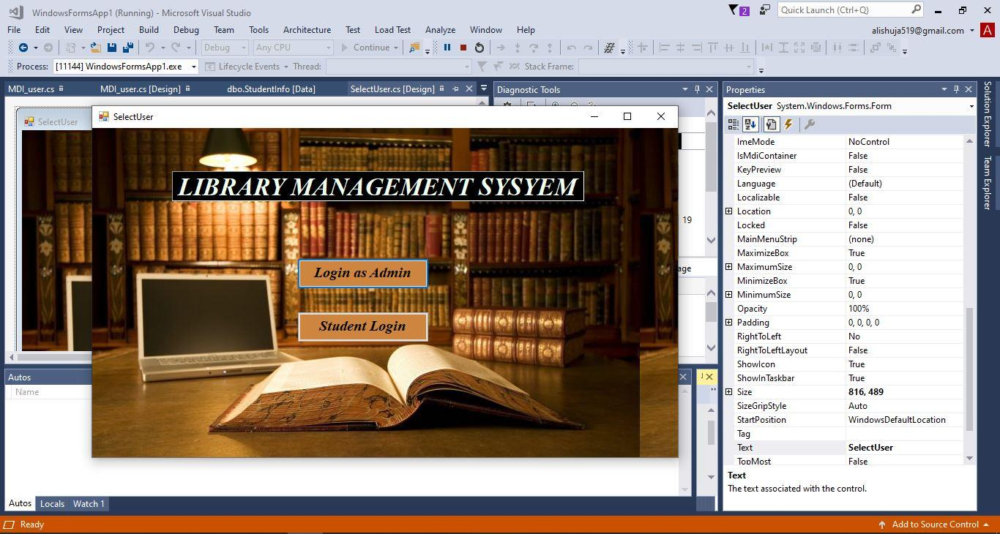 WindowsFormsApp1 (Running) - Microsoft Visual Studio
2
Quick Launch (Ctrl+Q)
File Edit View Project Build Debug Team Tools Architecture Test Load Test Analyze Window Help
alishuja519@gmail.com
A
Debug Any CPU Continue
Process: [11144] WindowsFormsApp1.exe Lifecycle Events Thread: Stack Frame:
MDI_user.cs MDI_user.cs [Design] dbo.StudentInfo [Data] SelectUser.cs [Design]
Diagnostic Tools
Properties
Solution Explorer
Team Explorer
SelectUser
SelectUser
LIBRARY MANAGEMENT SYSYEM
Login as Admin
Student Login
19
age
SelectUser System.Windows.Forms.Form
ImeMode NoControl
IsMdiContainer False
KeyPreview False
Language (Default)
Localizable False
Location 0, 0
Locked False
MainMenuStrip (none)
MaximizeBox True
MaximumSize 0, 0
MinimizeBox True
MinimumSize 0, 0
Opacity 100%
Padding 0, 0, 0, 0
RightToLeft No
RightToLeftLayout False
ShowIcon True
ShowInTaskbar True
Size 816, 489
SizeGripStyle Auto
StartPosition WindowsDefaultLocation
Tag
Text SelectUser
TopMost False
Text
The text associated with the control.
Autos
Name
Autos Locals Watch 1
Ready
Add to Source Control